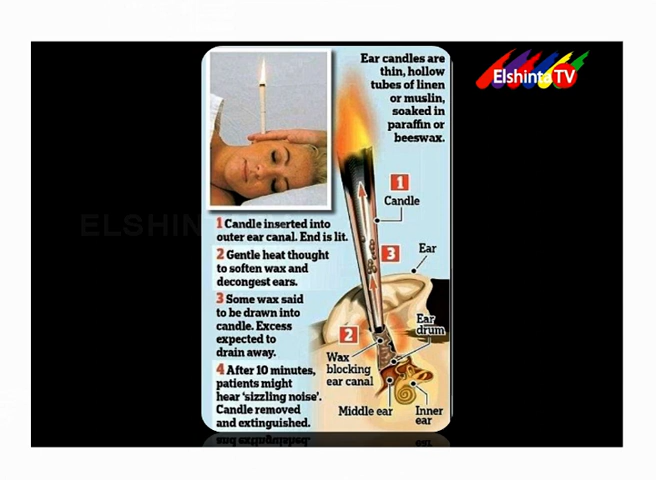 Elshinta TV
Ear candles are
thin, hollow
tubes of linen
or muslin,
soaked in
paraffin or
beeswax.
1
Candle
3
Ear
ELSHIN
1 Candle inserted into
outer ear canal. End is lit.
2 Gentle heat thought
to soften wax and
decongest ears.
3 Some wax said
to be drawn into
candle. Excess
expected to
drain away.
4 After 10 minutes,
patients might
hear ‘sizzling noise’.
Candle removed
and extinguished.
2
Wax
blocking
ear canal
Ear
drum
Middle ear
Inner
ear